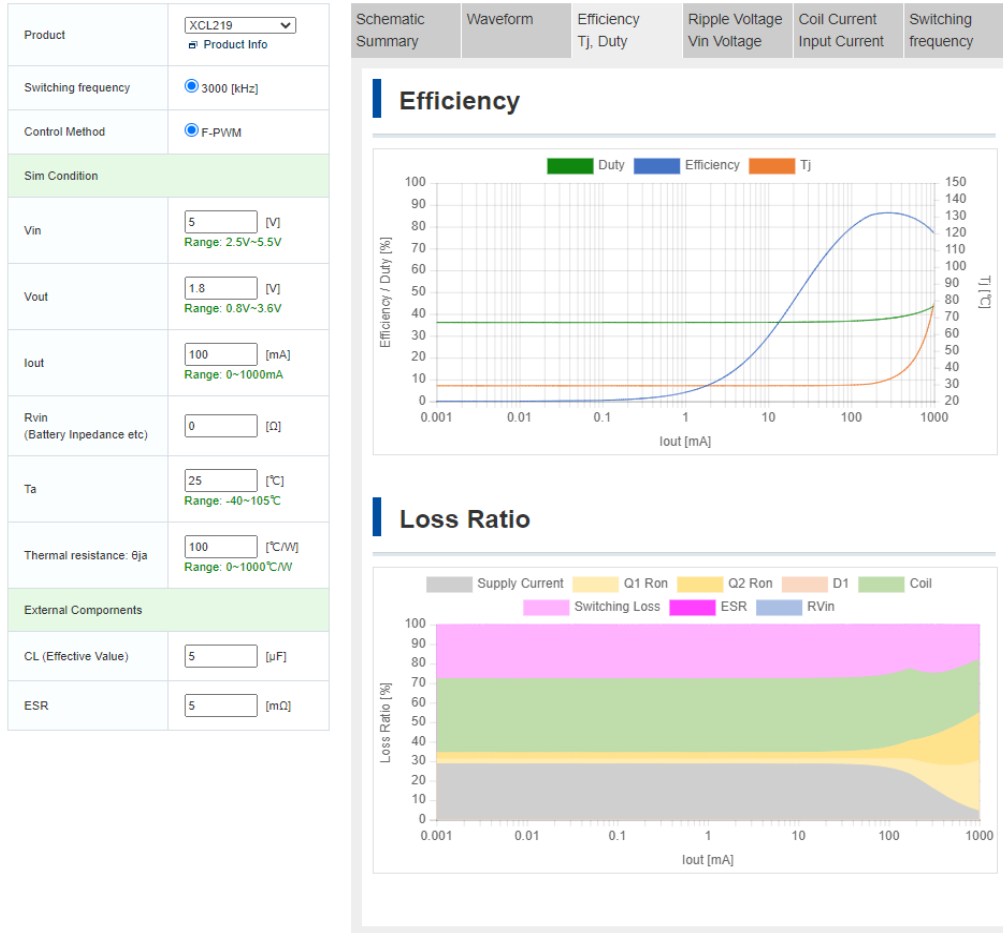 Product
XCL219
Product Info
Switching frequency
3000 [kHz]
Control Method
F-PWM
Sim Condition
Vin
5 [V]
Range: 2.5V~5.5V
Vout
1.8 [V]
Range: 0.8V~3.6V
Iout
100 [mA]
Range: 0~1000mA
Rvin
(Battery Inpedance etc)
0 [Ω]
Ta
25 [℃]
Range: -40~105℃
Thermal resistance: θja
100 [℃/W]
Range: 0~1000℃/W
External Compornents
CL (Effective Value)
5 [μF]
ESR
5 [mΩ]
Schematic
Summary
Waveform
Efficiency
Tj, Duty
Ripple Voltage
Vin Voltage
Coil Current
Input Current
Switching
frequency
Efficiency
Duty Efficiency Tj
Efficiency / Duty [%]
100
90
80
70
60
50
40
30
20
10
0
150
140
130
120
110
100
90
80
70
60
50
40
30
20
Tj [℃]
0.001 0.01 0.1 1 10 100 1000
Iout [mA]
Loss Ratio
Supply Current Q1 Ron Q2 Ron D1 Coil
Switching Loss ESR RVin
Loss Ratio [%]
100
90
80
70
60
50
40
30
20
10
0
0.001 0.01 0.1 1 10 100 1000
Iout [mA]